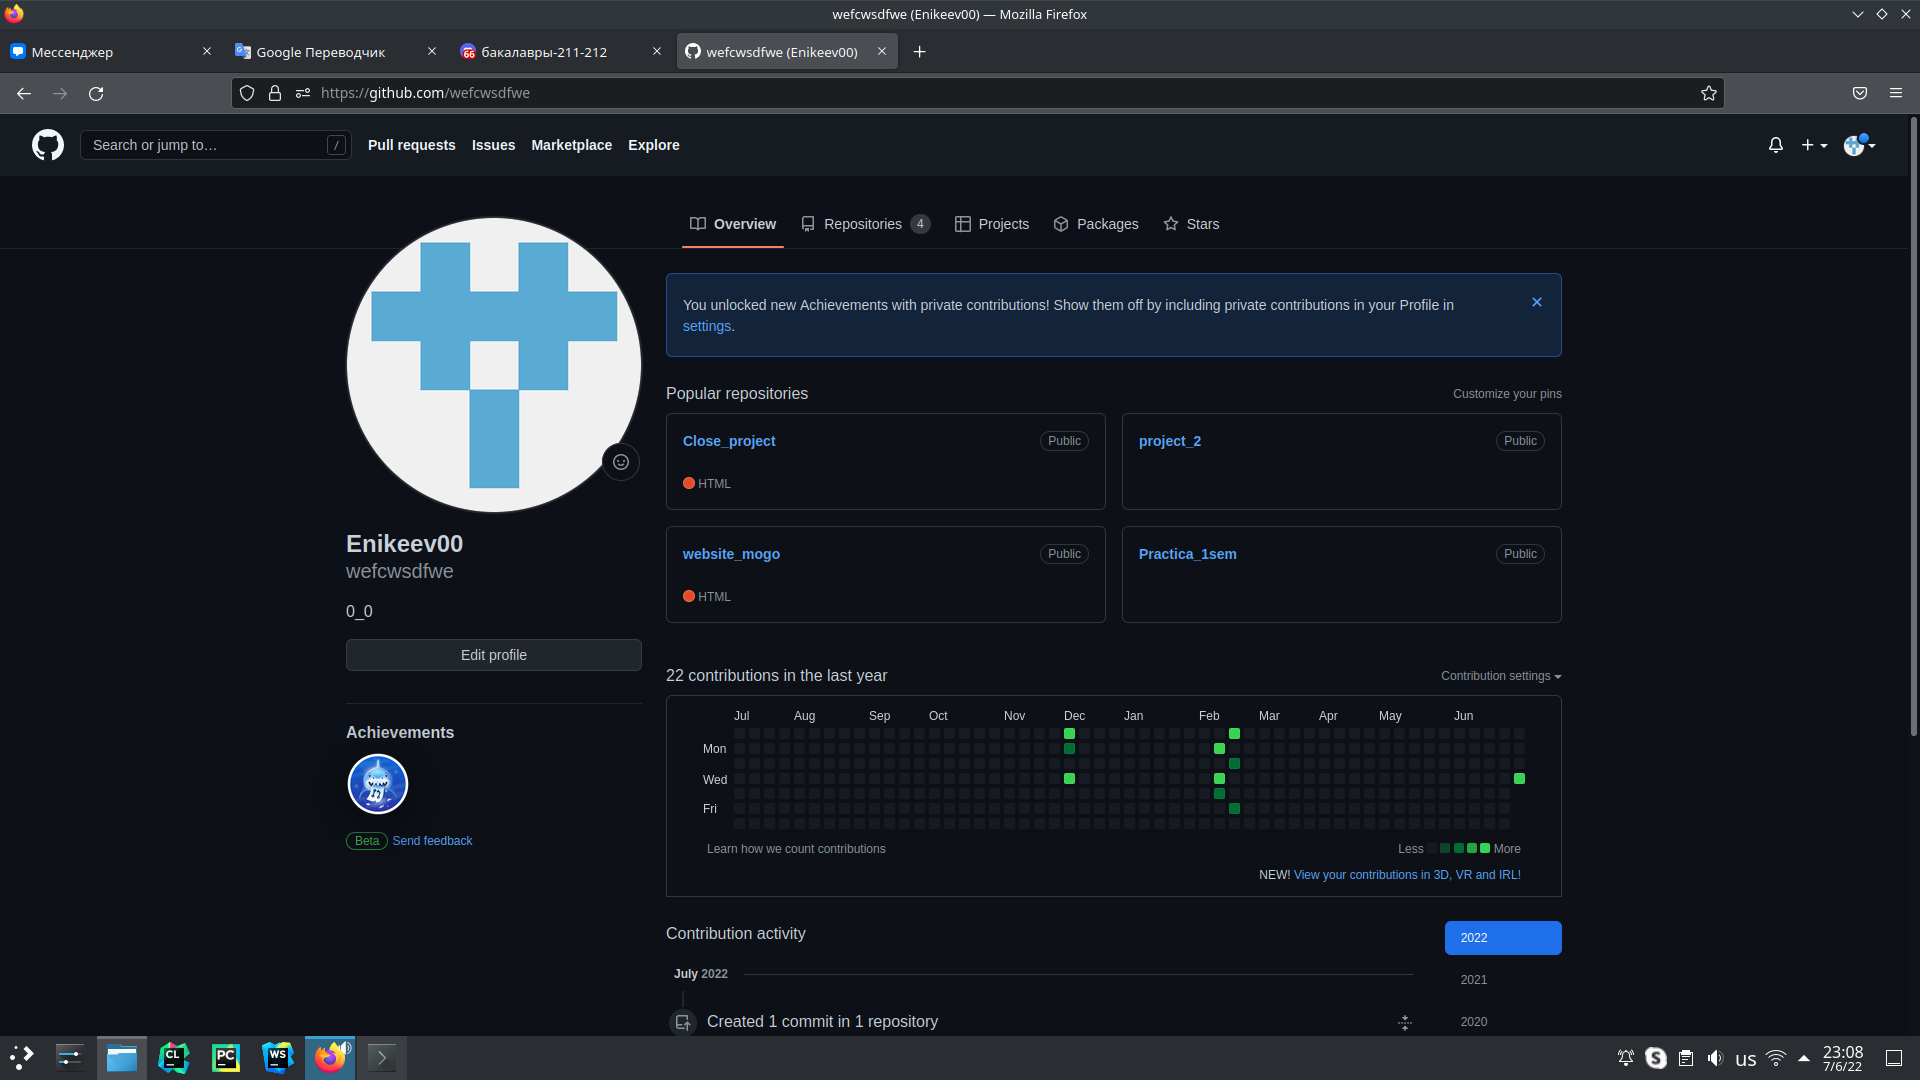 wefcwsdfwe (Enikeev00) — Mozilla Firefox
Мессенджер
Google Переводчик
66 бакалавры-211-212
wefcwsdfwe (Enikeev00)
https://github.com/wefcwsdfwe
Search or jump to… /
Pull requests Issues Marketplace Explore
Overview
Repositories 4
Projects
Packages
Stars
You unlocked new Achievements with private contributions! Show them off by including private contributions in your Profile in
settings.
Enikeev00
wefcwsdfwe
0_0
Edit profile
Achievements
Beta Send feedback
Popular repositories
Customize your pins
Close_project Public
HTML
project_2 Public
website_mogo Public
HTML
Practica_1sem Public
22 contributions in the last year
Contribution settings
Jul Aug Sep Oct Nov Dec Jan Feb Mar Apr May Jun
Mon
Wed
Fri
Learn how we count contributions
Less More
NEW! View your contributions in 3D, VR and IRL!
Contribution activity
2022
2021
2020
July 2022
Created 1 commit in 1 repository
CL
PC
WS
S
us
23:08
7/6/22